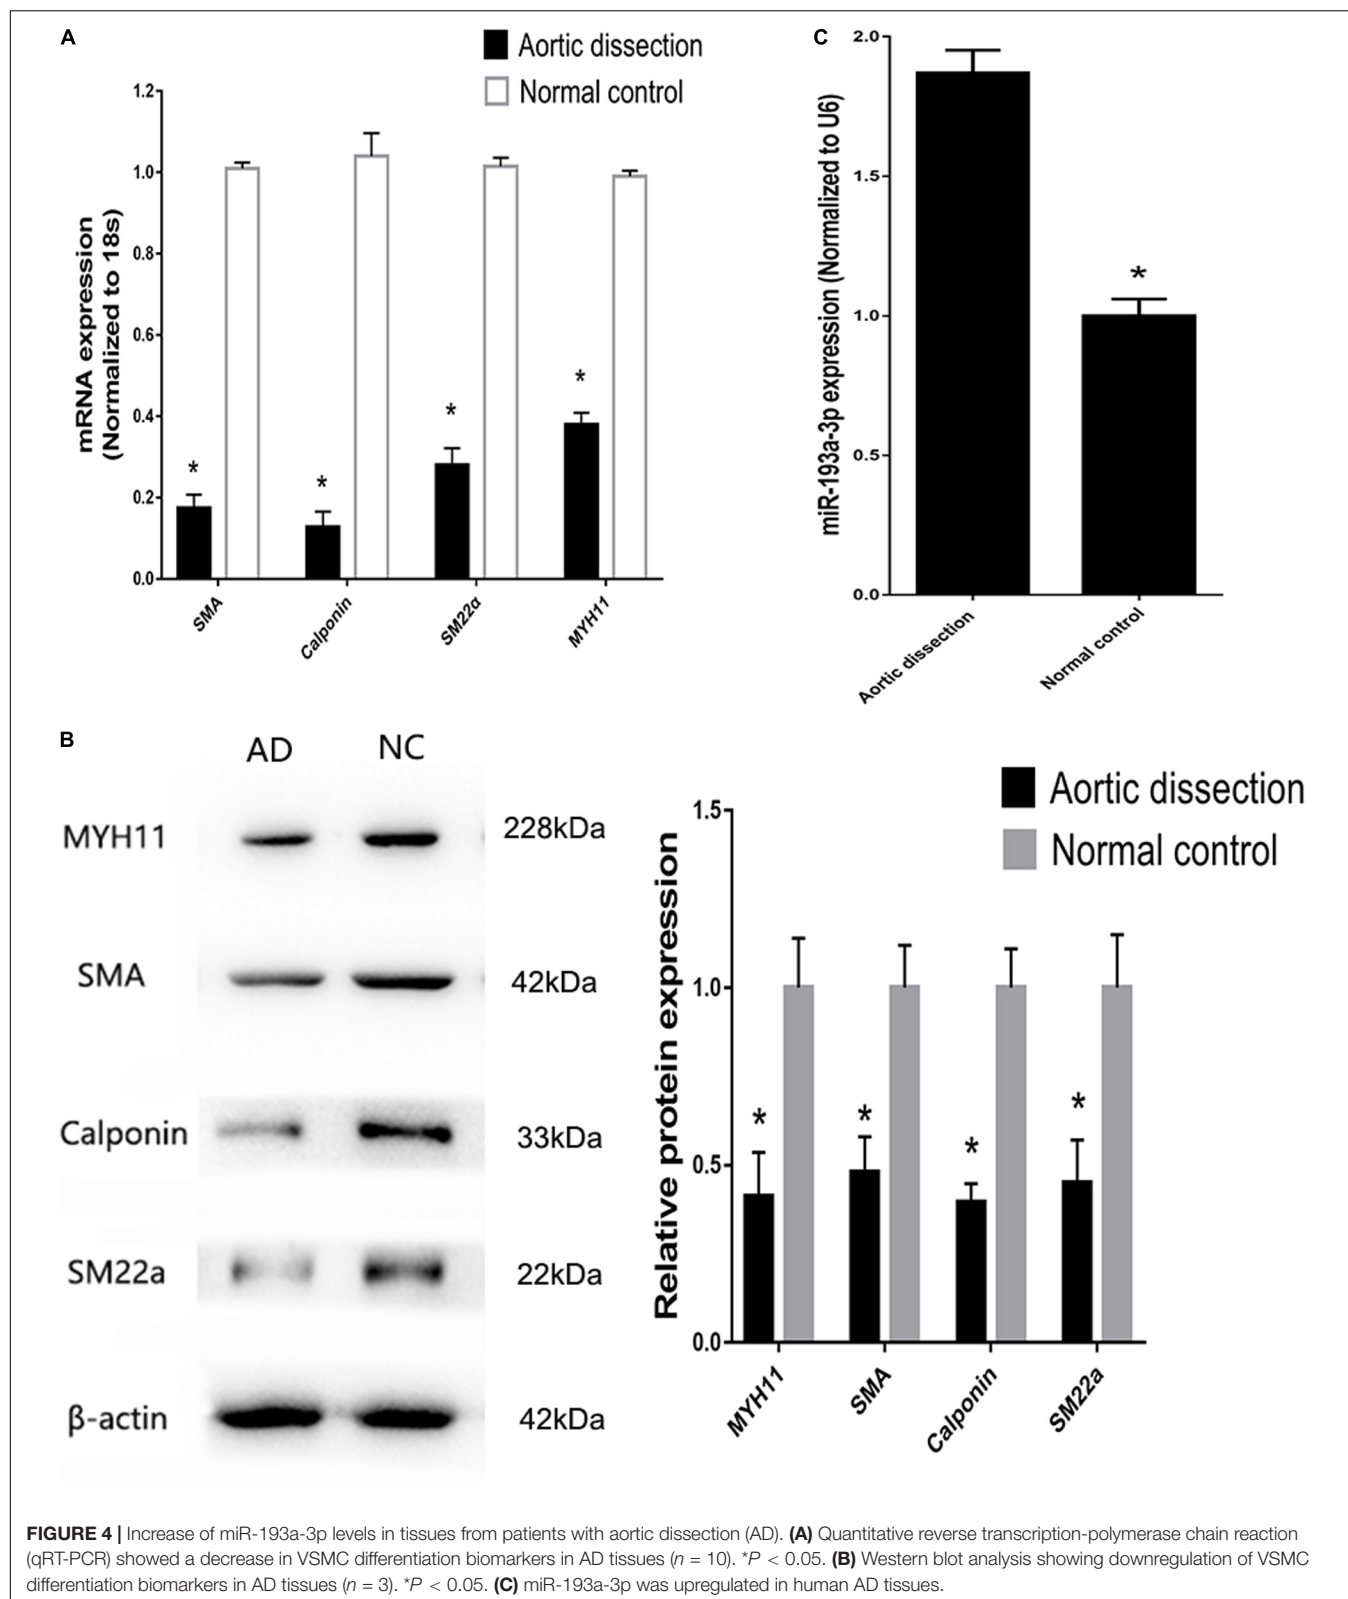 A
Aortic dissection
Normal control
mRNA expression
(Normalized to 18s)
1.2
1.0
0.8
0.6
0.4
0.2
0.0
*
*
*
*
SMA
Calponin
SM22α
MYH11
C
miR-193a-3p expression (Normalized to U6)
2.0
1.5
1.0
0.5
0.0
*
Aortic dissection
Normal control
B
AD NC
MYH11 228kDa
SMA 42kDa
Calponin 33kDa
SM22a 22kDa
β-actin 42kDa
Aortic dissection
Normal control
Relative protein expression
1.5
1.0
0.5
0.0
*
*
*
*
MYH11
SMA
Calponin
SM22a
FIGURE 4 | Increase of miR-193a-3p levels in tissues from patients with aortic dissection (AD). (A) Quantitative reverse transcription-polymerase chain reaction
(qRT-PCR) showed a decrease in VSMC differentiation biomarkers in AD tissues (n = 10). *P < 0.05. (B) Western blot analysis showing downregulation of VSMC
differentiation biomarkers in AD tissues (n = 3). *P < 0.05. (C) miR-193a-3p was upregulated in human AD tissues.